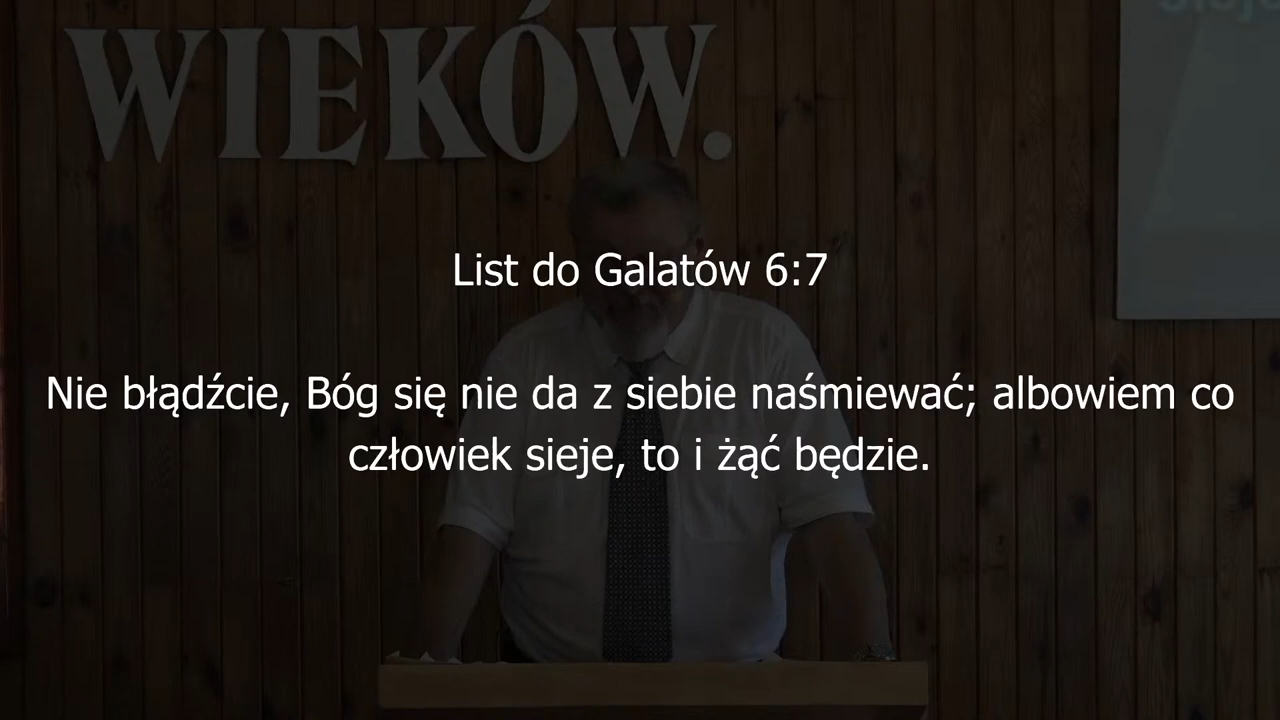 WIEKÓW.
List do Galatów 6:7
Nie błądźcie, Bóg się nie da z siebie naśmiewać; albowiem co
człowiek sieje, to i żąć będzie.